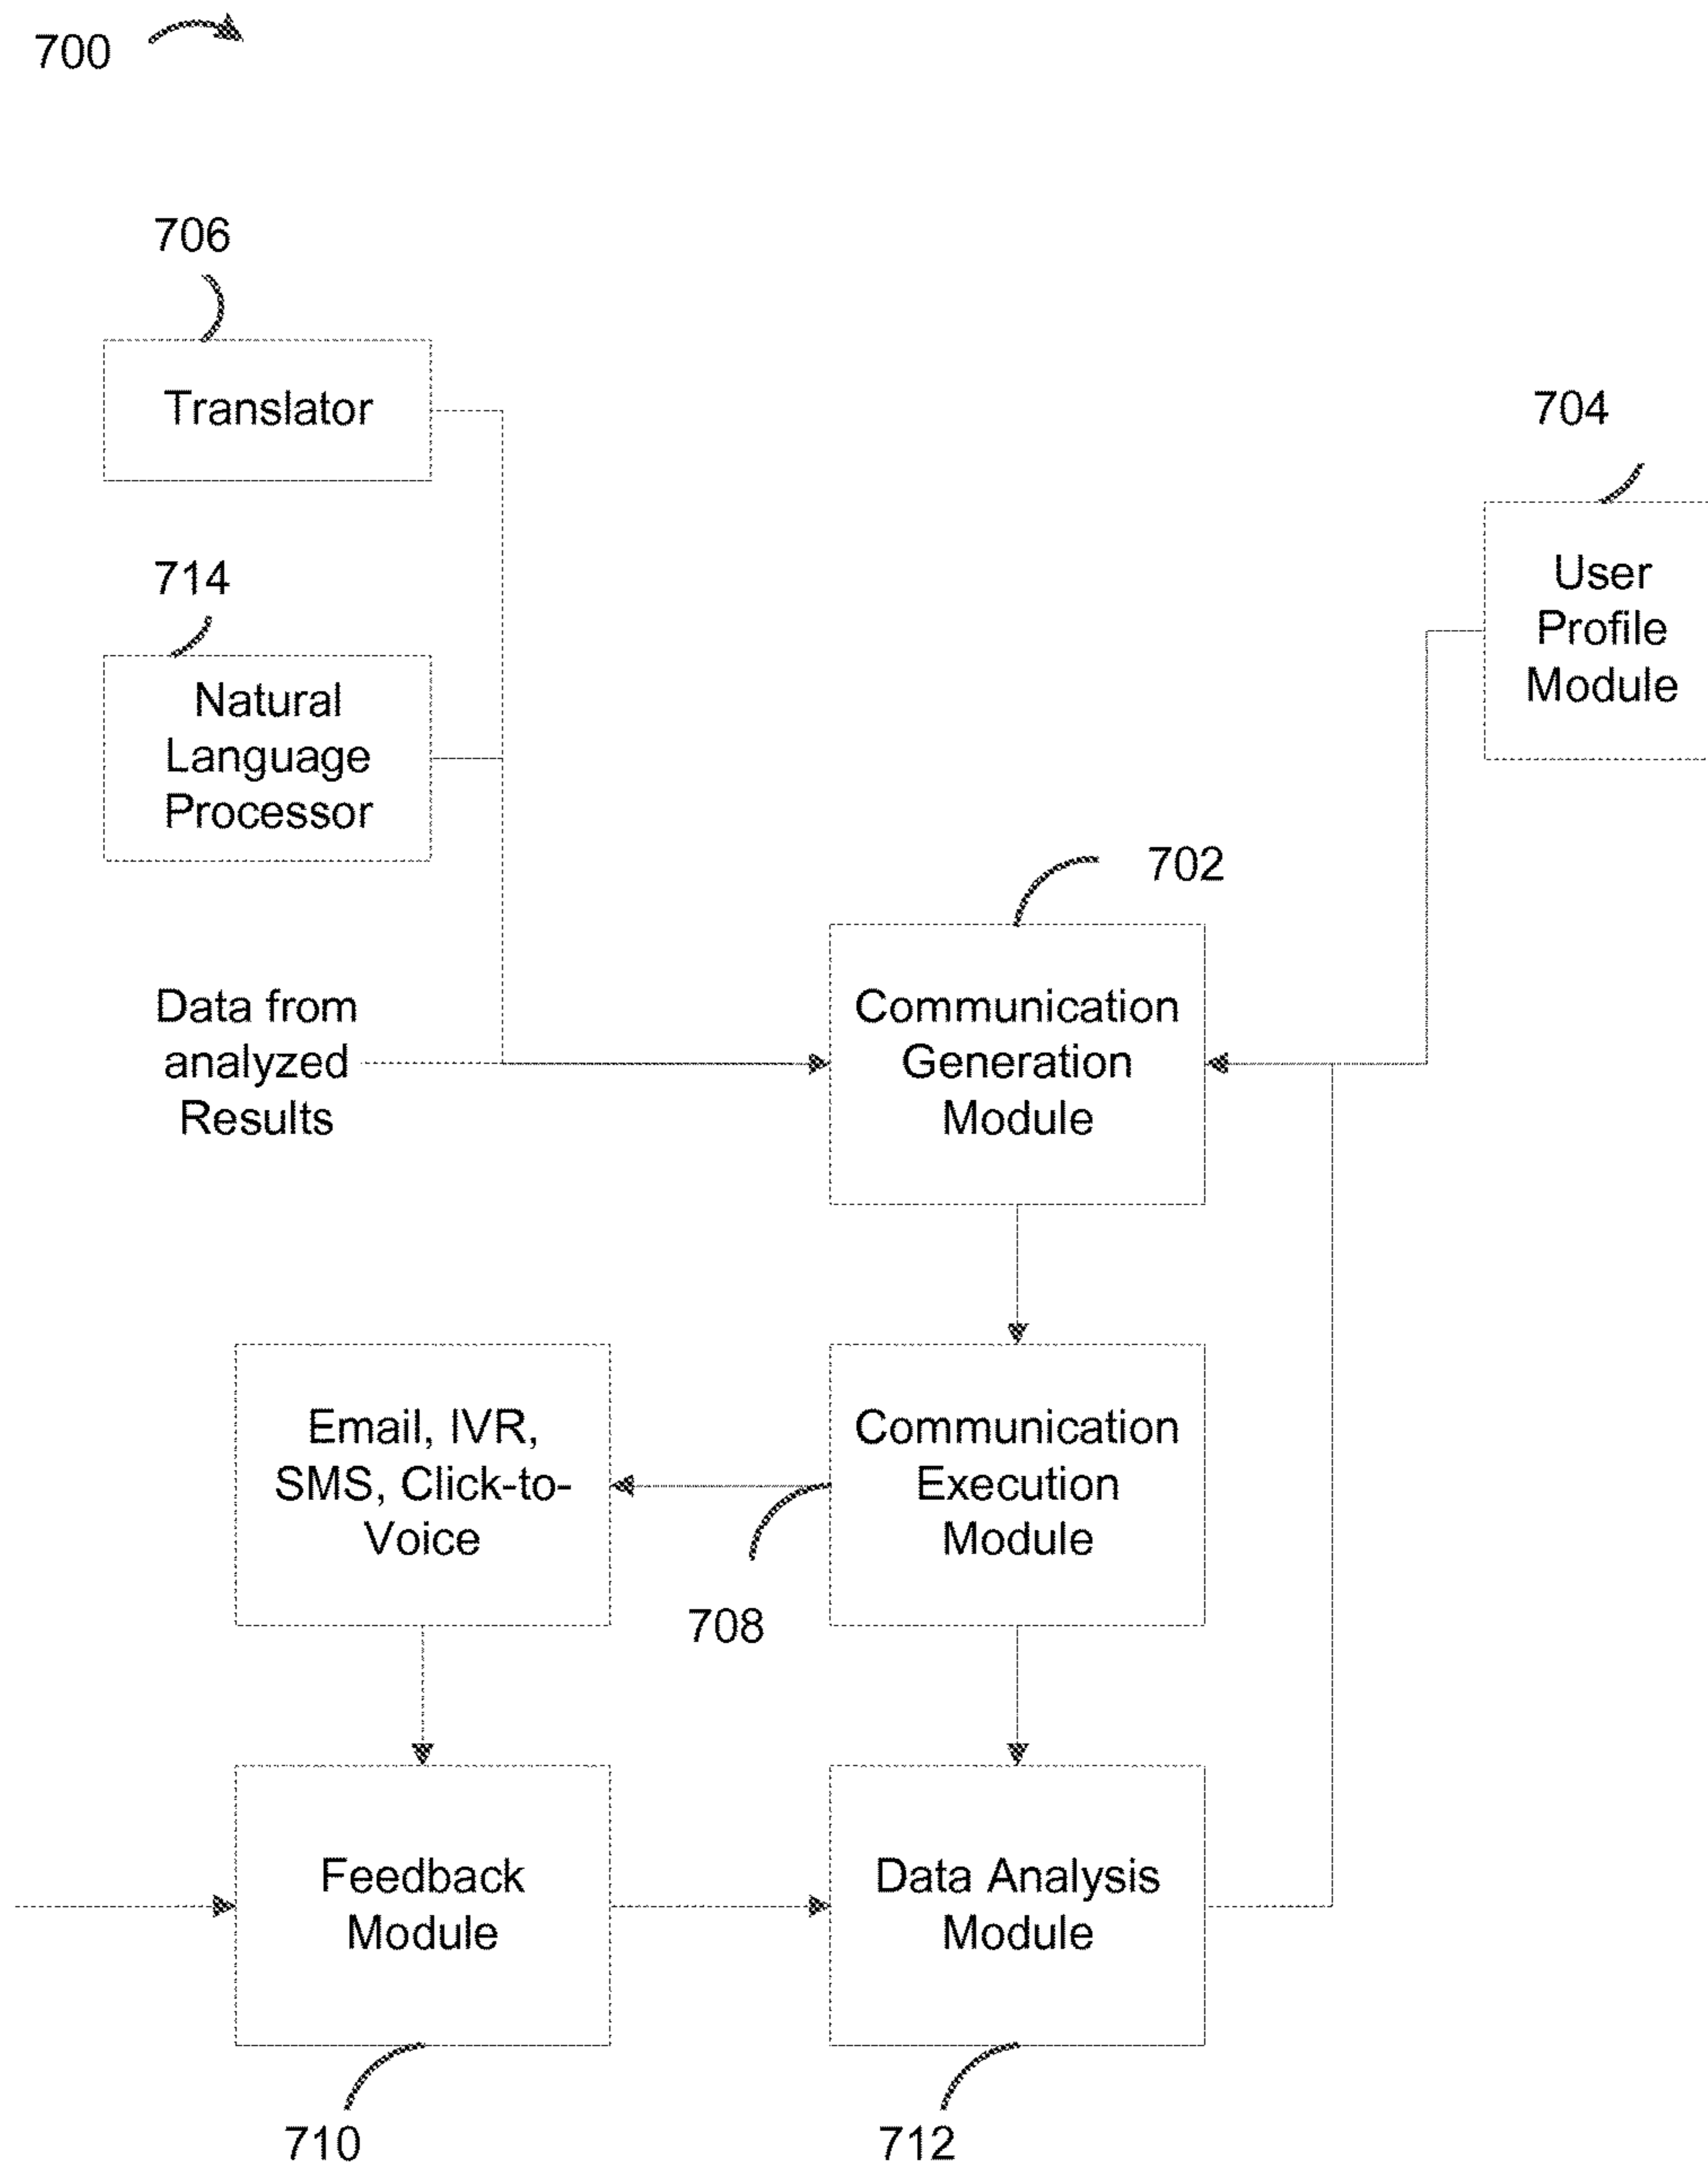 700
706
Translator
704
714
User
Profile
Module
Natural
Language
Processor
702
Data from
analyzed
Results
Communication
Generation
Module
Email, IVR,
SMS, Click-to-
Voice
Communication
Execution
Module
708
Feedback
Module
Data Analysis
Module
710
712